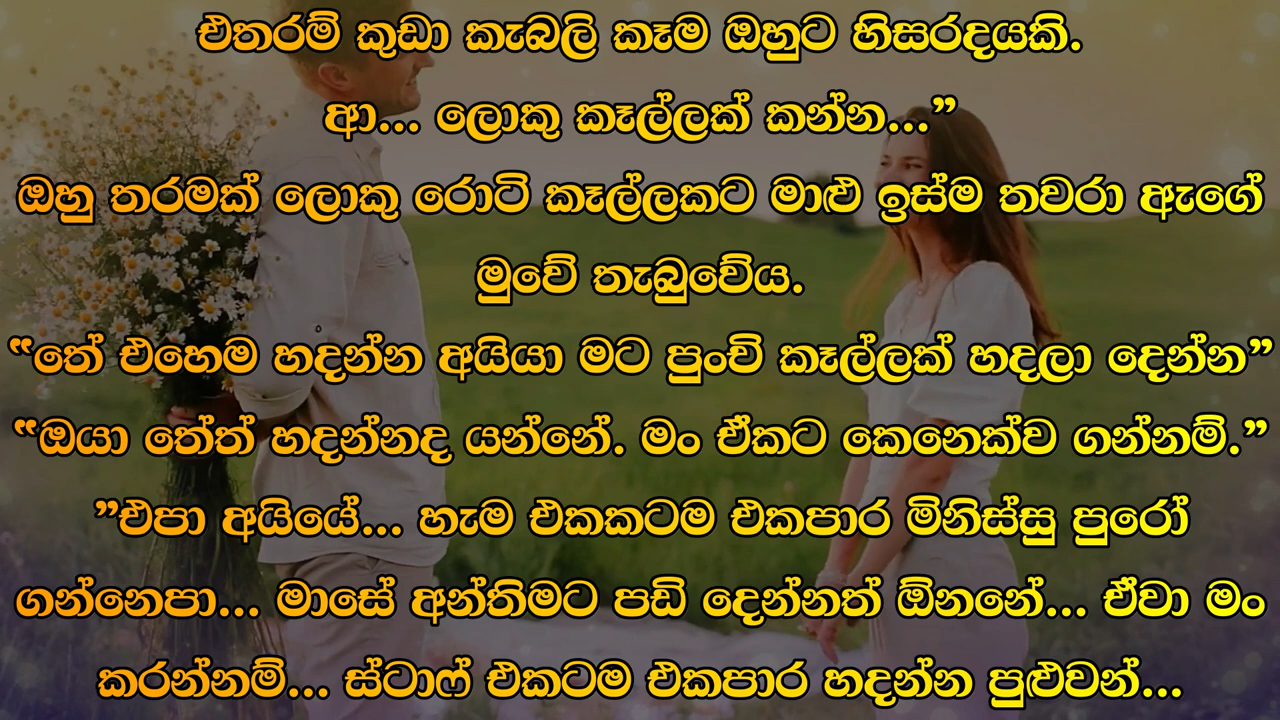 එතරම් කුඩා කැබලි කෑම ඔහුට හිසරදයකි.
ආ... ලොකු කෑල්ලක් කන්න...”
ඔහු තරමක් ලොකු රොටි කෑල්ලකට මාළු ඉස්ම තවරා ඇගේ
මුවේ තැබුවේය.
“තේ එහෙම හදන්න අයියා මට පුංචි කෑල්ලක් හදලා දෙන්න”
“ඔයා තේත් හදන්නද යන්නේ. මං ඒකට කෙනෙක්ව ගන්නම්.”
”එපා අයියේ... හැම එකකටම එකපාර මිනිස්සු පුරෝ
ගන්නෙපා... මාසේ අන්තිමට පඩි දෙන්නත් ඕනනේ... ඒවා මං
කරන්නම්... ස්ටාෆ් එකටම එකපාර හදන්න පුළුවන්...